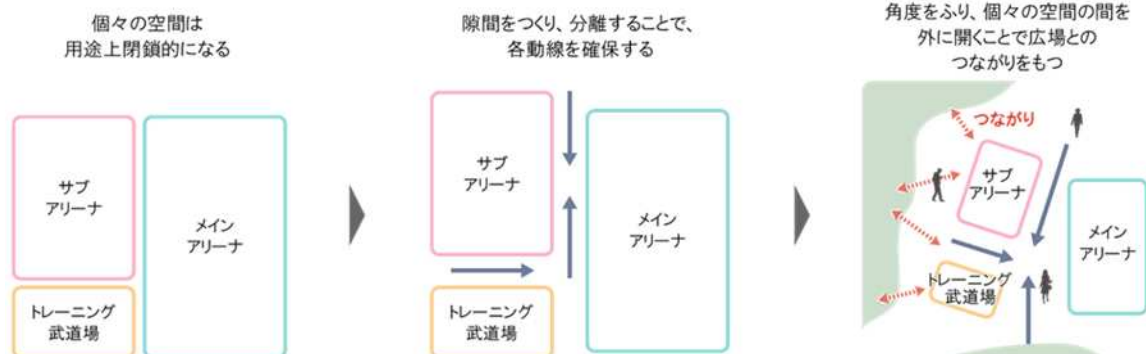 個々の空間は
用途上閉鎖的になる
サブ
アリーナ
メイン
アリーナ
トレーニング
武道場
隙間をつくり、分離することで、
各動線を確保する
サブ
アリーナ
メイン
アリーナ
トレーニング
武道場
角度をふり、個々の空間の間を
外に開くことで広場との
つながりをもつ
つながり
サブ
アリーナ
メイン
アリーナ
トレーニング
武道場